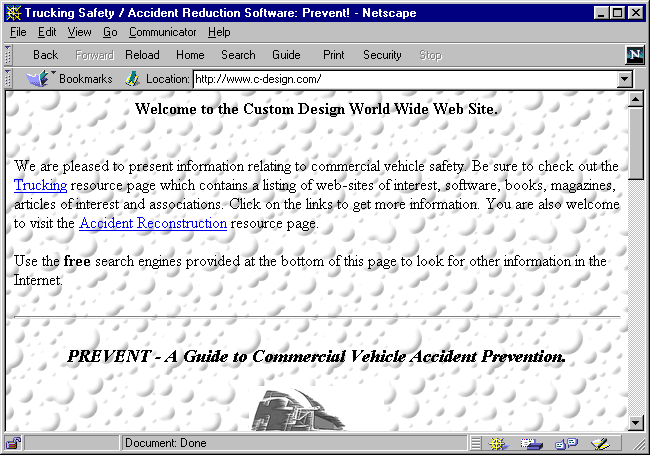 Trucking Safety / Accident Reduction Software: Prevent! - Netscape
File Edit View Go Communicator Help
Back Forward Reload Home Search Guide Print Security Stop
N
Bookmarks Location: http://www.c-design.com/
Welcome to the Custom Design World Wide Web Site.
We are pleased to present information relating to commercial vehicle safety. Be sure to check out the
Trucking resource page which contains a listing of web-sites of interest, software, books, magazines,
articles of interest and associations. Click on the links to get more information. You are also welcome
to visit the Accident Reconstruction resource page.
Use the free search engines provided at the bottom of this page to look for other information in the
Internet.
PREVENT - A Guide to Commercial Vehicle Accident Prevention.
Document: Done